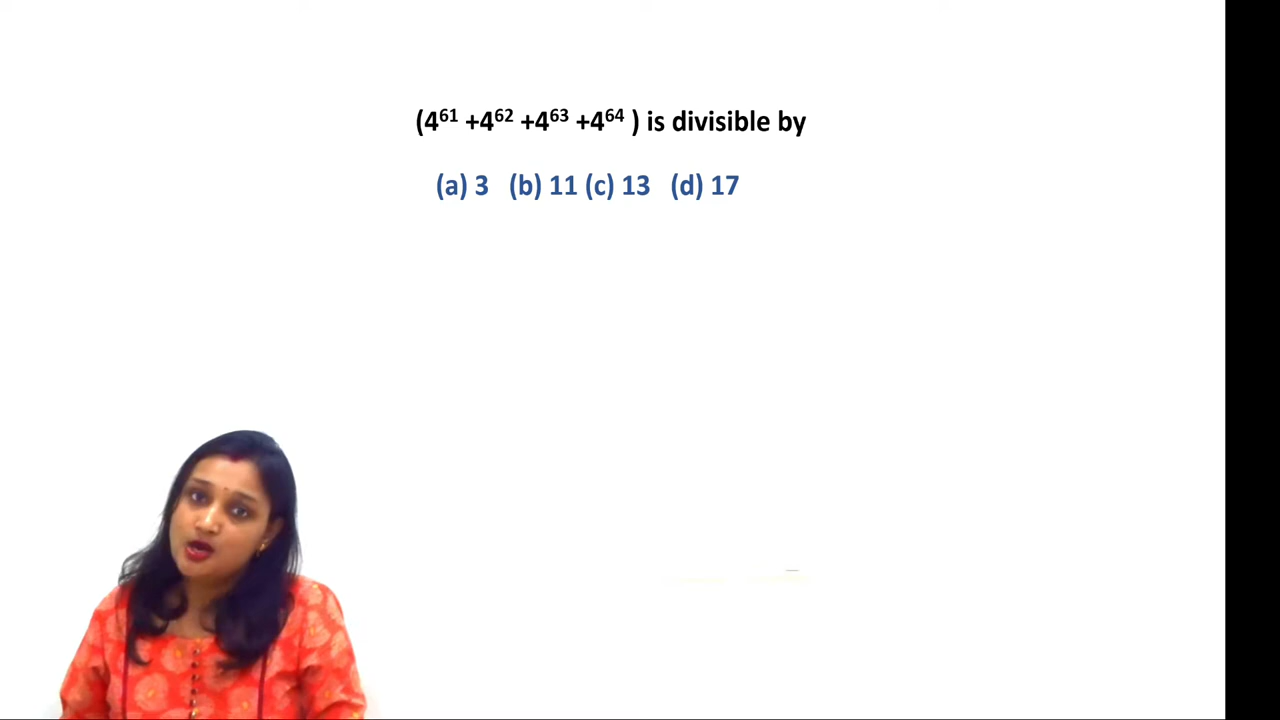 (4⁶¹ +4⁶² +4⁶³ +4⁶⁴ ) is divisible by
(a) 3 (b) 11 (c) 13 (d) 17